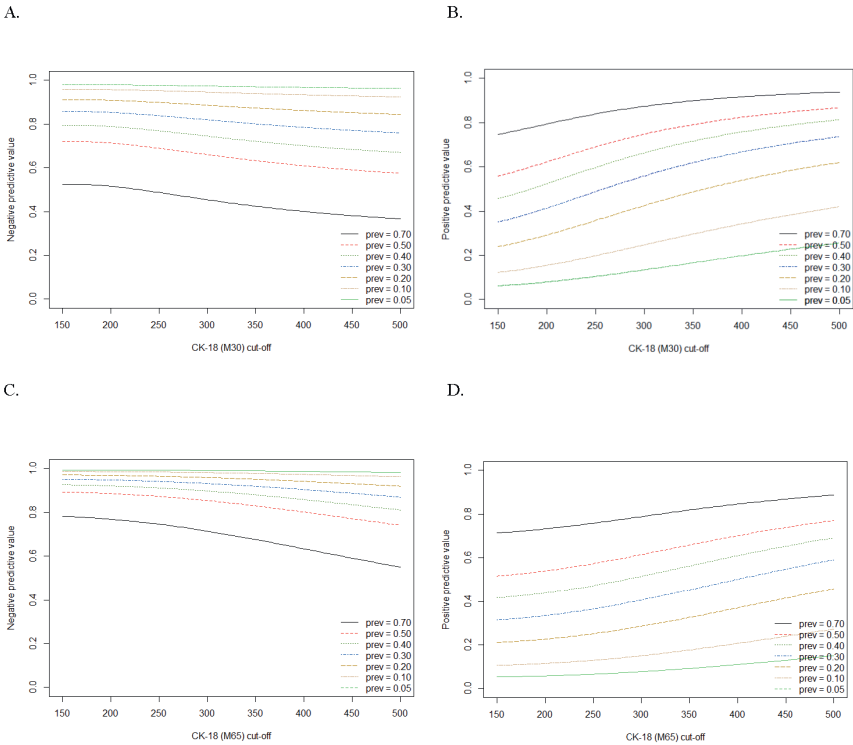 A.
Negative predictive value
1.0
0.8
0.6
0.4
0.2
0.0
prev = 0.70
prev = 0.50
prev = 0.40
prev = 0.30
prev = 0.20
prev = 0.10
prev = 0.05
150 200 250 300 350 400 450 500
CK-18 (M30) cut-off
B.
Positive predictive value
1.0
0.8
0.6
0.4
0.2
0.0
prev = 0.70
prev = 0.50
prev = 0.40
prev = 0.30
prev = 0.20
prev = 0.10
prev = 0.05
150 200 250 300 350 400 450 500
CK-18 (M30) cut-off
C.
Negative predictive value
1.0
0.8
0.6
0.4
0.2
0.0
prev = 0.70
prev = 0.50
prev = 0.40
prev = 0.30
prev = 0.20
prev = 0.10
prev = 0.05
150 200 250 300 350 400 450 500
CK-18 (M65) cut-off
D.
Positive predictive value
1.0
0.8
0.6
0.4
0.2
0.0
prev = 0.70
prev = 0.50
prev = 0.40
prev = 0.30
prev = 0.20
prev = 0.10
prev = 0.05
150 200 250 300 350 400 450 500
CK-18 (M65) cut-off